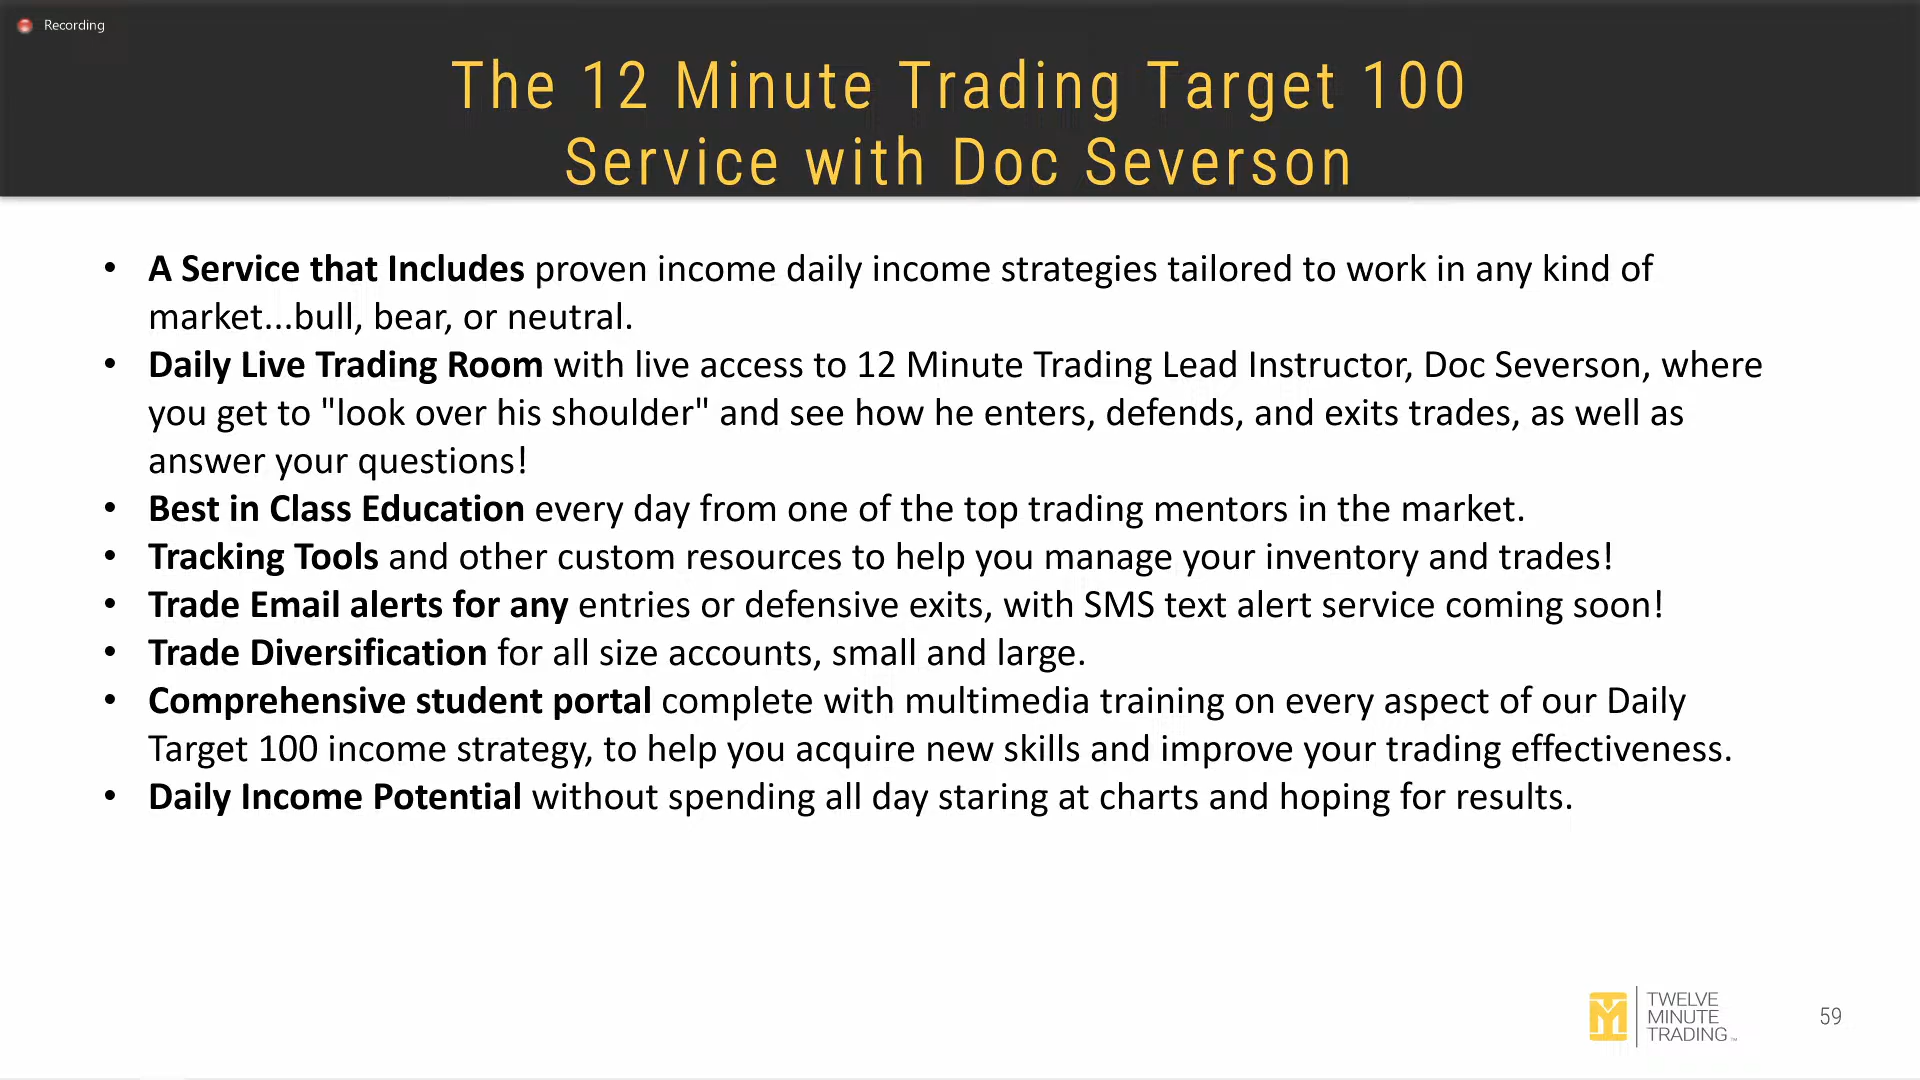 Recording
The 12 Minute Trading Target 100
Service with Doc Severson
• A Service that Includes proven income daily income strategies tailored to work in any kind of
market...bull, bear, or neutral.
• Daily Live Trading Room with live access to 12 Minute Trading Lead Instructor, Doc Severson, where
you get to "look over his shoulder" and see how he enters, defends, and exits trades, as well as
answer your questions!
• Best in Class Education every day from one of the top trading mentors in the market.
• Tracking Tools and other custom resources to help you manage your inventory and trades!
• Trade Email alerts for any entries or defensive exits, with SMS text alert service coming soon!
• Trade Diversification for all size accounts, small and large.
• Comprehensive student portal complete with multimedia training on every aspect of our Daily
Target 100 income strategy, to help you acquire new skills and improve your trading effectiveness.
• Daily Income Potential without spending all day staring at charts and hoping for results.
TWELVE
MINUTE
TRADING™
59